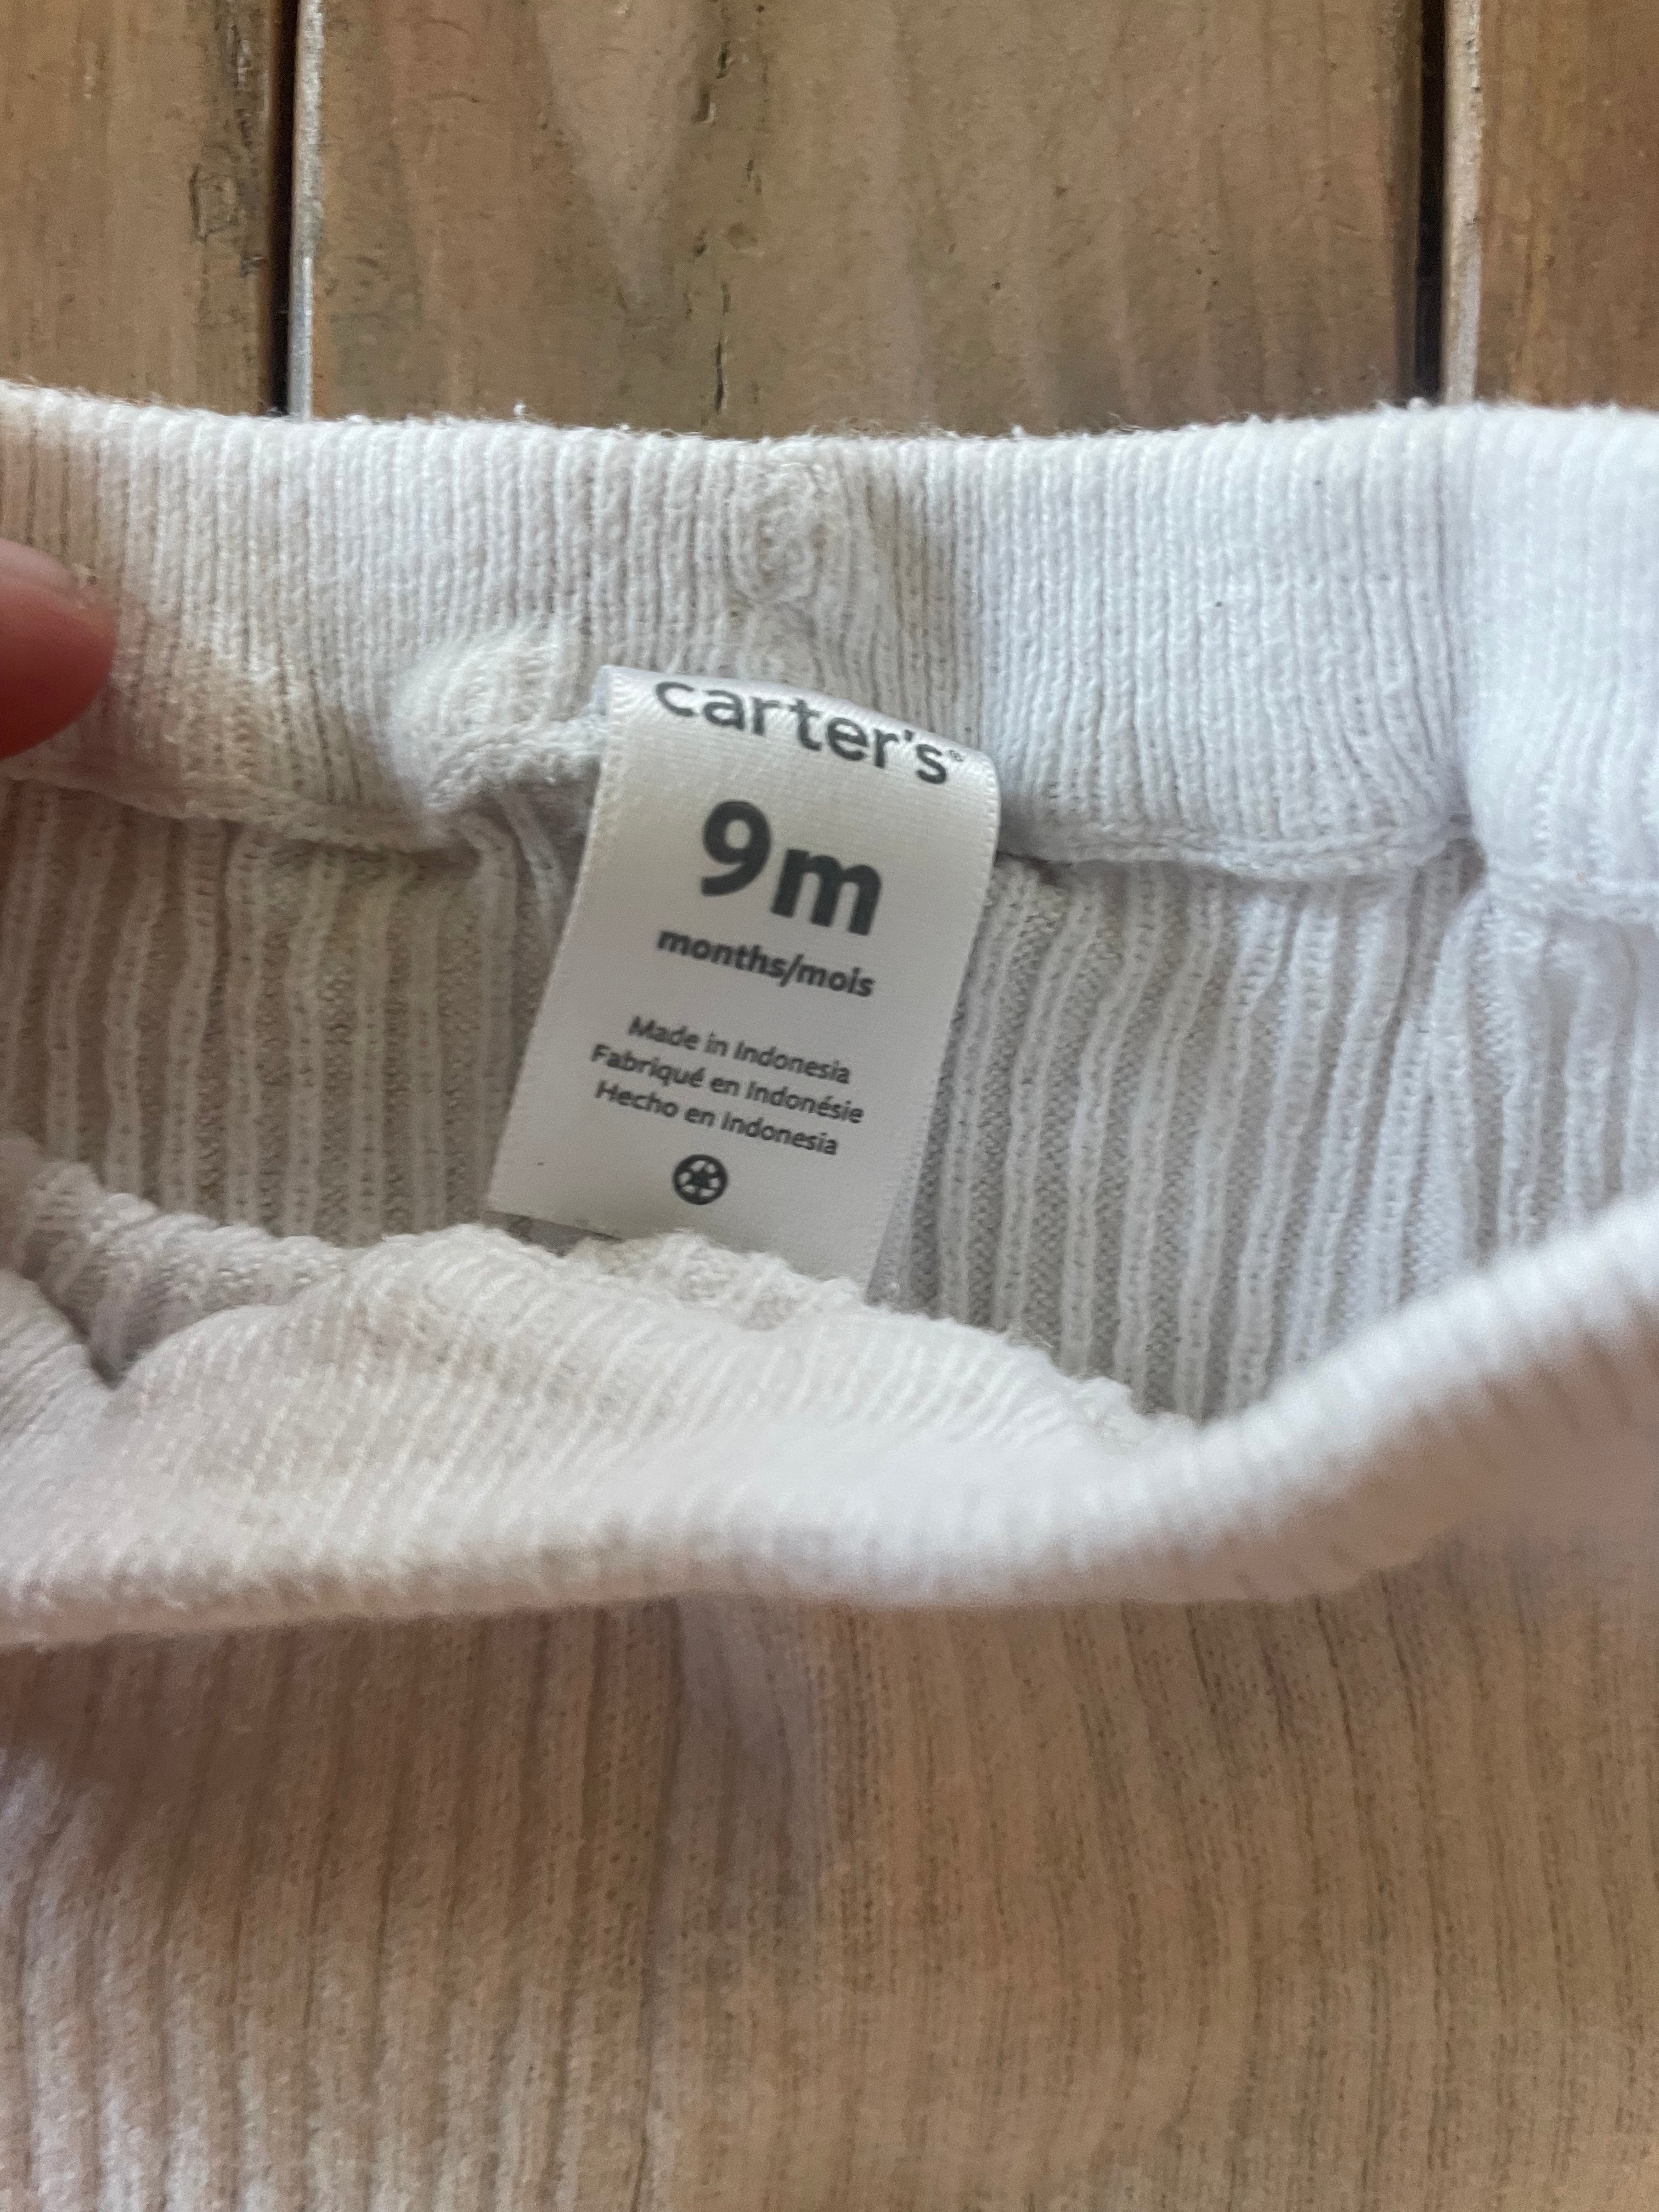 carter's®
9m
months/mois
Made in Indonesia
Fabriqué en Indonésie
Hecho en Indonesia